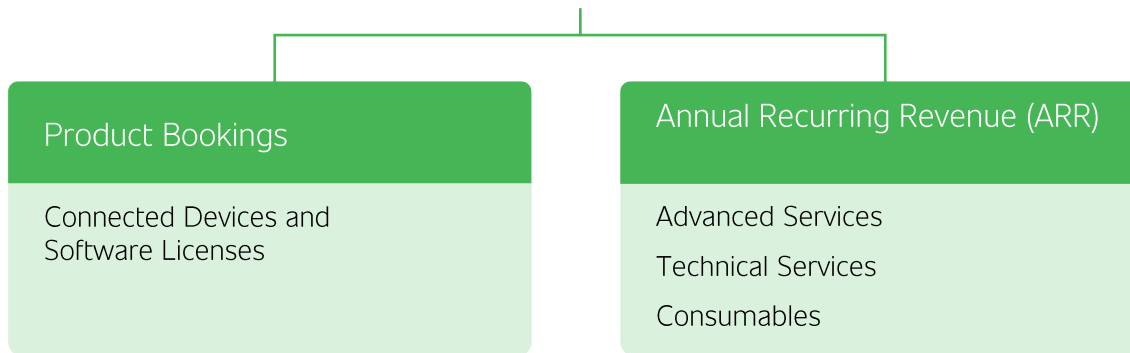 Product Bookings
Connected Devices and
Software Licenses
Annual Recurring Revenue (ARR)
Advanced Services
Technical Services
Consumables